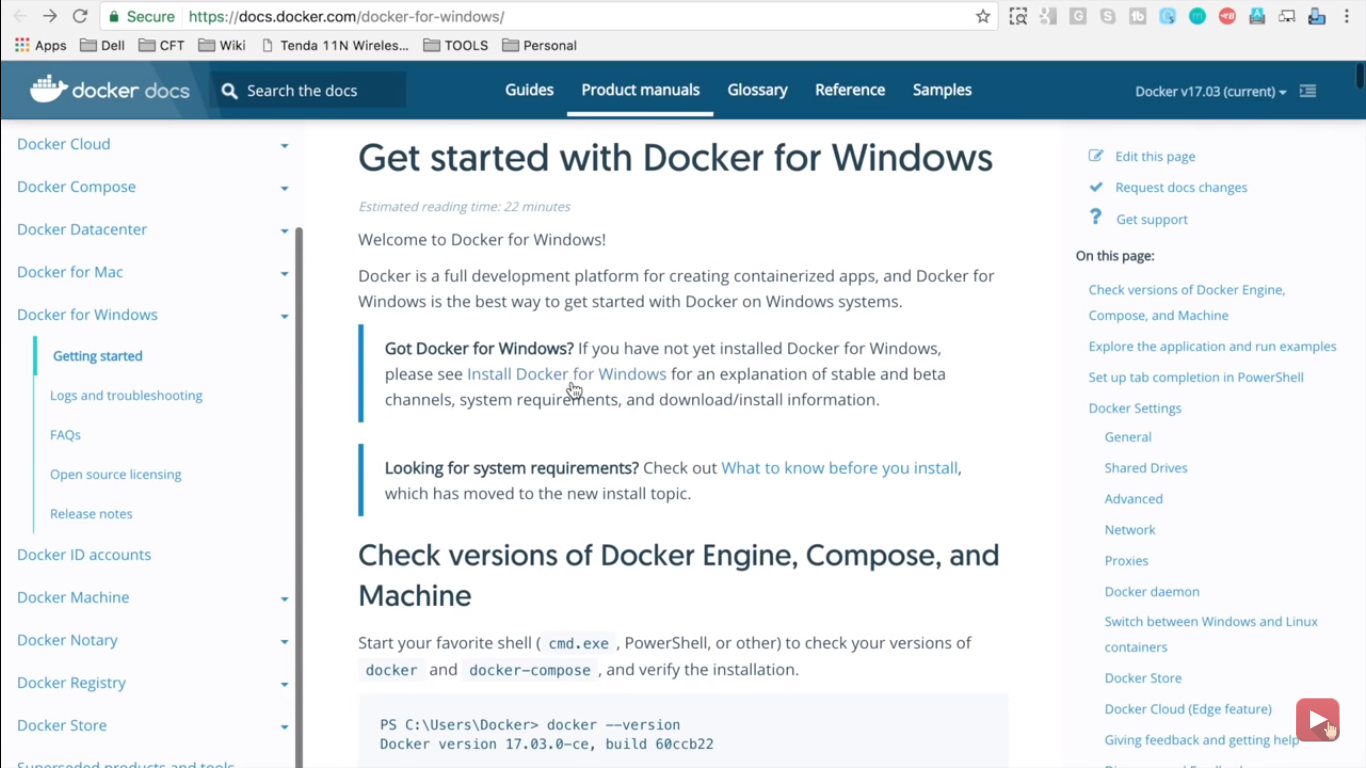 Secure https://docs.docker.com/docker-for-windows/
Apps Dell CFT Wiki Tenda 11N Wireles... TOOLS Personal
docker docs Search the docs Guides Product manuals Glossary Reference Samples Docker v17.03 (current)
Docker Cloud
Docker Compose
Docker Datacenter
Docker for Mac
Docker for Windows
Getting started
Logs and troubleshooting
FAQs
Open source licensing
Release notes
Docker ID accounts
Docker Machine
Docker Notary
Docker Registry
Docker Store
Superseded products and tools
Get started with Docker for Windows
Estimated reading time: 22 minutes
Welcome to Docker for Windows!
Docker is a full development platform for creating containerized apps, and Docker for
Windows is the best way to get started with Docker on Windows systems.
Got Docker for Windows? If you have not yet installed Docker for Windows,
please see Install Docker for Windows for an explanation of stable and beta
channels, system requirements, and download/install information.
Looking for system requirements? Check out What to know before you install,
which has moved to the new install topic.
Check versions of Docker Engine, Compose, and
Machine
Start your favorite shell ( cmd.exe , PowerShell, or other) to check your versions of
docker and docker-compose , and verify the installation.
PS C:\Users\Docker> docker --version
Docker version 17.03.0-ce, build 60ccb22
Edit this page
Request docs changes
Get support
On this page:
Check versions of Docker Engine,
Compose, and Machine
Explore the application and run examples
Set up tab completion in PowerShell
Docker Settings
General
Shared Drives
Advanced
Network
Proxies
Docker daemon
Switch between Windows and Linux
containers
Docker Store
Docker Cloud (Edge feature)
Giving feedback and getting help